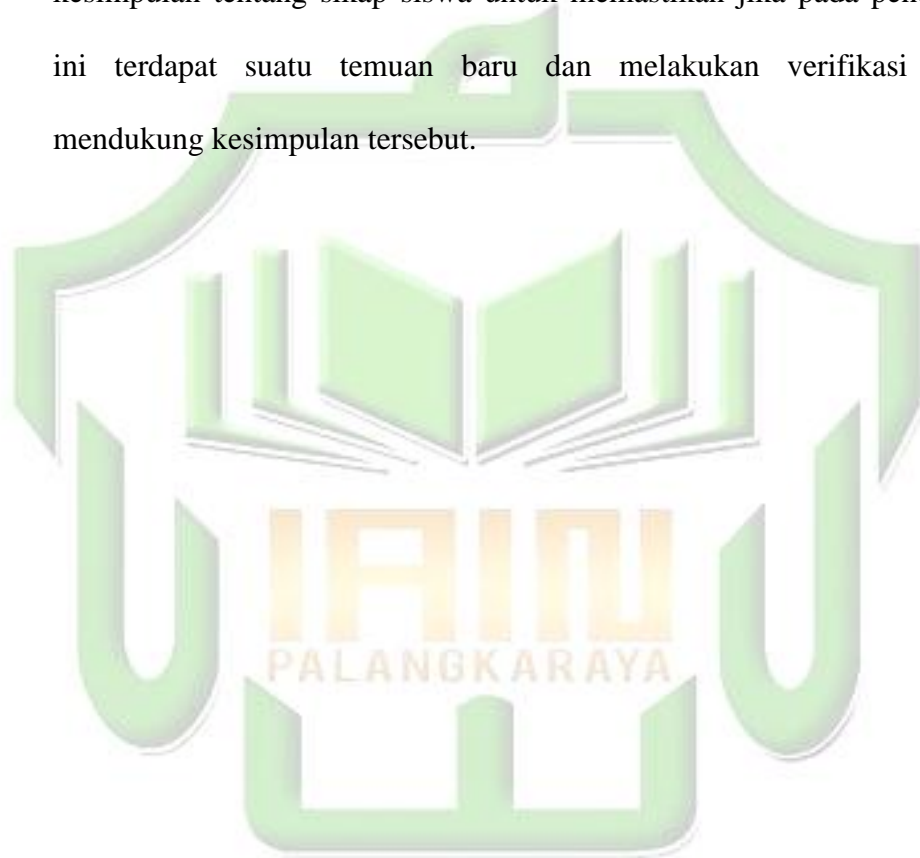 kesimpulan tentang sikap siswa untuk memastikan jika pada pen
ini terdapat suatu temuan baru dan melakukan verifikasi
mendukung kesimpulan tersebut.
IAIN
PALANGKARAYA